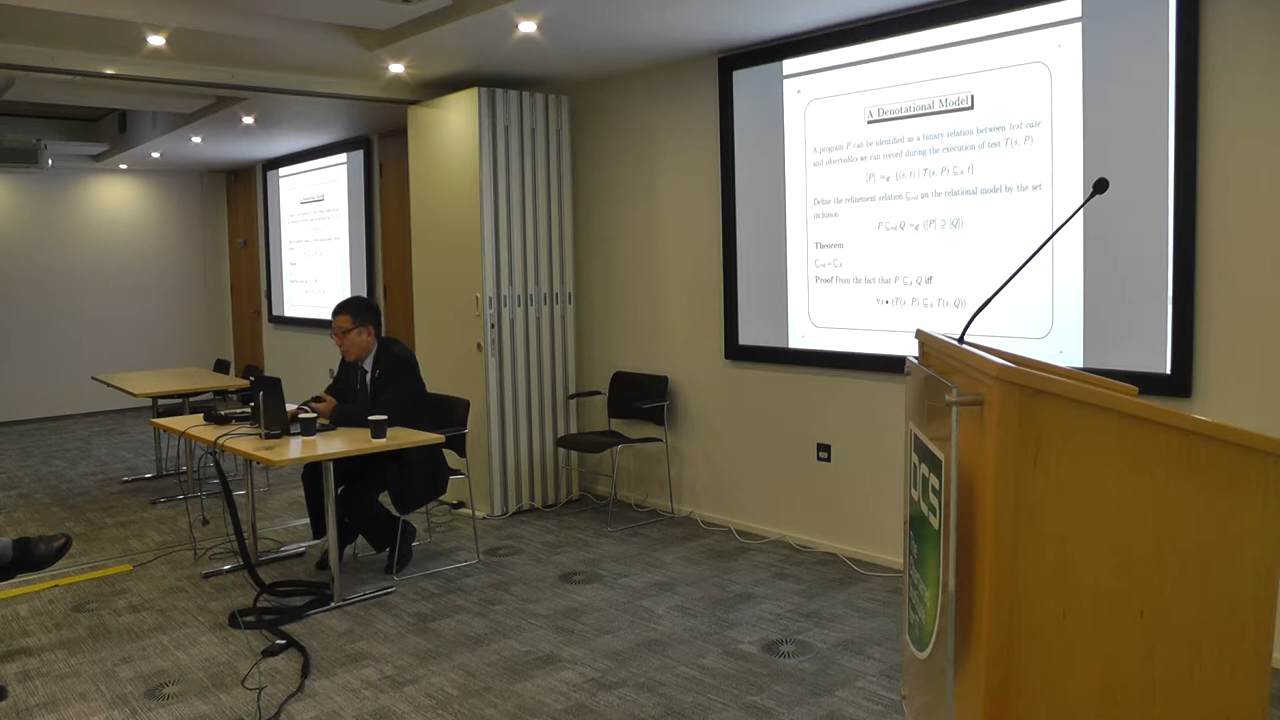 A Denotational Model
A program P can be identified as a binary relation between test case
and observables we can record during the execution of test T(s, P)
[P] =df {(s, t) | T(s, P) ⊑A t}
Define the refinement relation ⊑rel on the relational model by the set
inclusion
P ⊑rel Q =df ([P] ⊇ [Q])
Theorem
⊑rel = ⊑A
Proof From the fact that P ⊑A Q iff
∀s • (T(s, P) ⊑A T(s, Q))
BCS